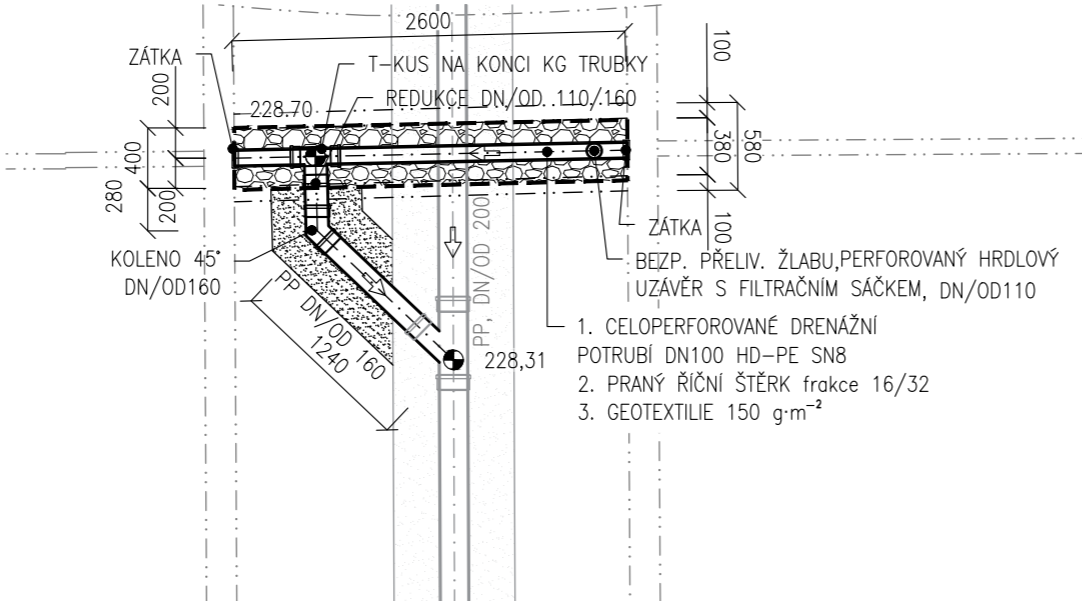 2600
ZÁTKA
T-KUS NA KONCI KG TRUBKY
REDUKCE DN/OD 110/160
228.70
200
400
280
200
100
380
580
100
ZÁTKA
BEZP. PŘELIV. ŽLABU,PERFOROVANÝ HRDLOVÝ
UZÁVĚR S FILTRAČNÍM SÁČKEM, DN/OD110
KOLENO 45°
DN/OD160
PP DN/OD 160
1240
PP, DN/OD 200
228,31
1. CELOPERFOROVANÉ DRENÁŽNÍ
POTRUBÍ DN100 HD-PE SN8
2. PRANÝ ŘÍČNÍ ŠTĚRK frakce 16/32
3. GEOTEXTILIE 150 g·m⁻²